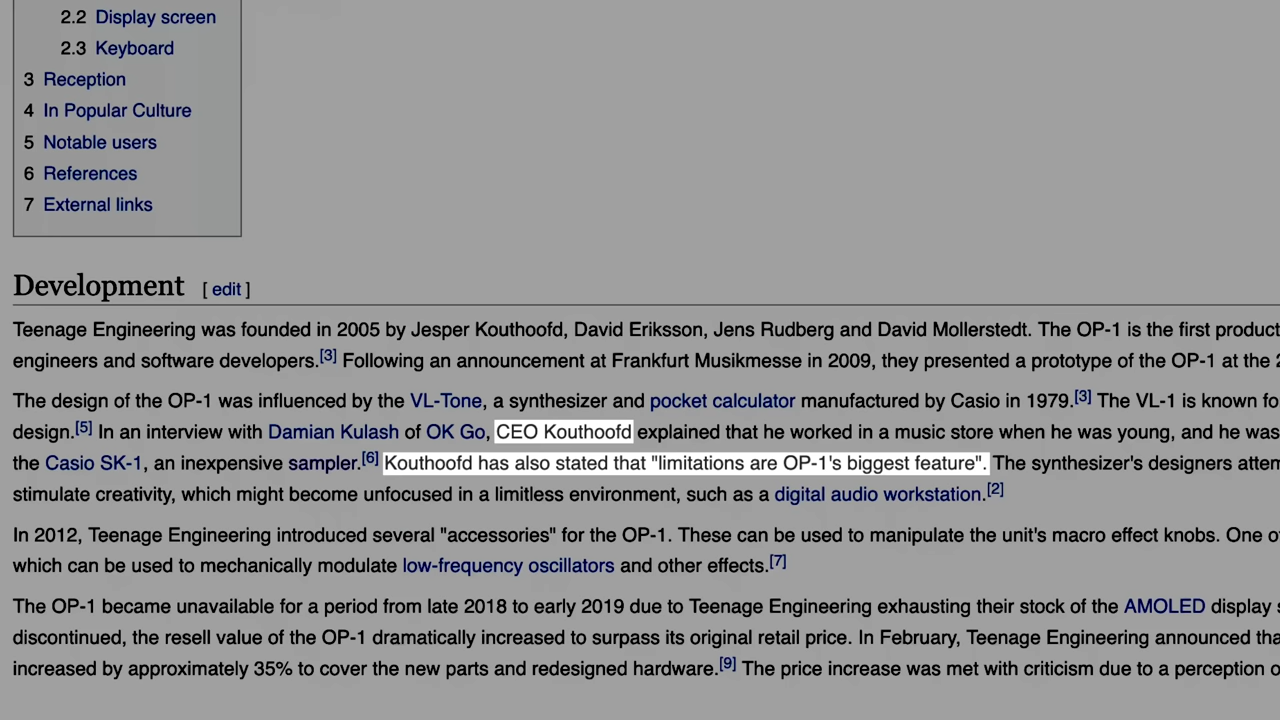 2.2 Display screen
2.3 Keyboard
3 Reception
4 In Popular Culture
5 Notable users
6 References
7 External links
Development [ edit ]
Teenage Engineering was founded in 2005 by Jesper Kouthoofd, David Eriksson, Jens Rudberg and David Mollerstedt. The OP-1 is the first product
engineers and software developers.[3] Following an announcement at Frankfurt Musikmesse in 2009, they presented a prototype of the OP-1 at the 2
The design of the OP-1 was influenced by the VL-Tone, a synthesizer and pocket calculator manufactured by Casio in 1979.[3] The VL-1 is known fo
design.[5] In an interview with Damian Kulash of OK Go, CEO Kouthoofd explained that he worked in a music store when he was young, and he was
the Casio SK-1, an inexpensive sampler.[6] Kouthoofd has also stated that "limitations are OP-1's biggest feature". The synthesizer's designers attem
stimulate creativity, which might become unfocused in a limitless environment, such as a digital audio workstation.[2]
In 2012, Teenage Engineering introduced several "accessories" for the OP-1. These can be used to manipulate the unit's macro effect knobs. One o
which can be used to mechanically modulate low-frequency oscillators and other effects.[7]
The OP-1 became unavailable for a period from late 2018 to early 2019 due to Teenage Engineering exhausting their stock of the AMOLED display s
discontinued, the resell value of the OP-1 dramatically increased to surpass its original retail price. In February, Teenage Engineering announced tha
increased by approximately 35% to cover the new parts and redesigned hardware.[9] The price increase was met with criticism due to a perception o